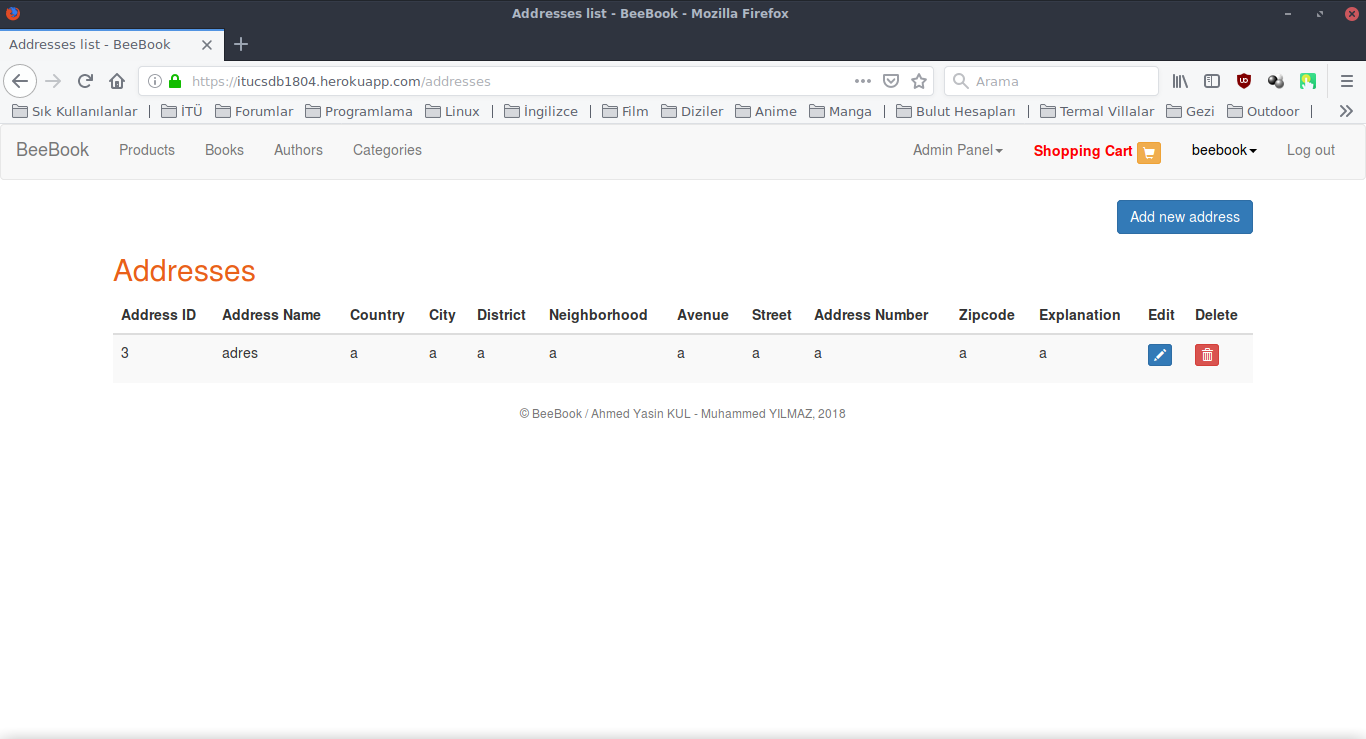 Addresses list - BeeBook - Mozilla Firefox
Addresses list - BeeBook
https://itucsdb1804.herokuapp.com/addresses
Arama
Sık Kullanılanlar | İTÜ Forumlar Programlama Linux | İngilizce | Film Diziler Anime Manga | Bulut Hesapları | Termal Villalar Gezi Outdoor |
BeeBook Products Books Authors Categories Admin Panel Shopping Cart beebook Log out
Add new address
Addresses
Address ID Address Name Country City District Neighborhood Avenue Street Address Number Zipcode Explanation Edit Delete
3 adres a a a a a a a a a
© BeeBook / Ahmed Yasin KUL - Muhammed YILMAZ, 2018